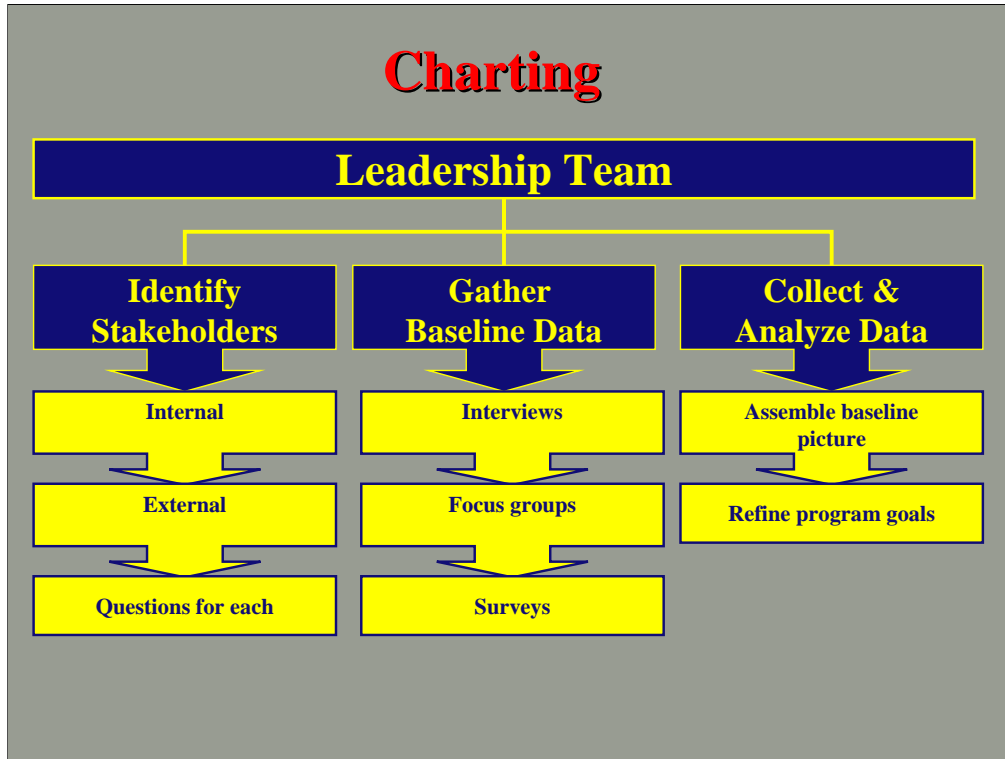 Charting
Leadership Team
Identify
Stakeholders
Internal
External
Questions for each
Gather
Baseline Data
Interviews
Focus groups
Surveys
Collect &
Analyze Data
Assemble baseline
picture
Refine program goals